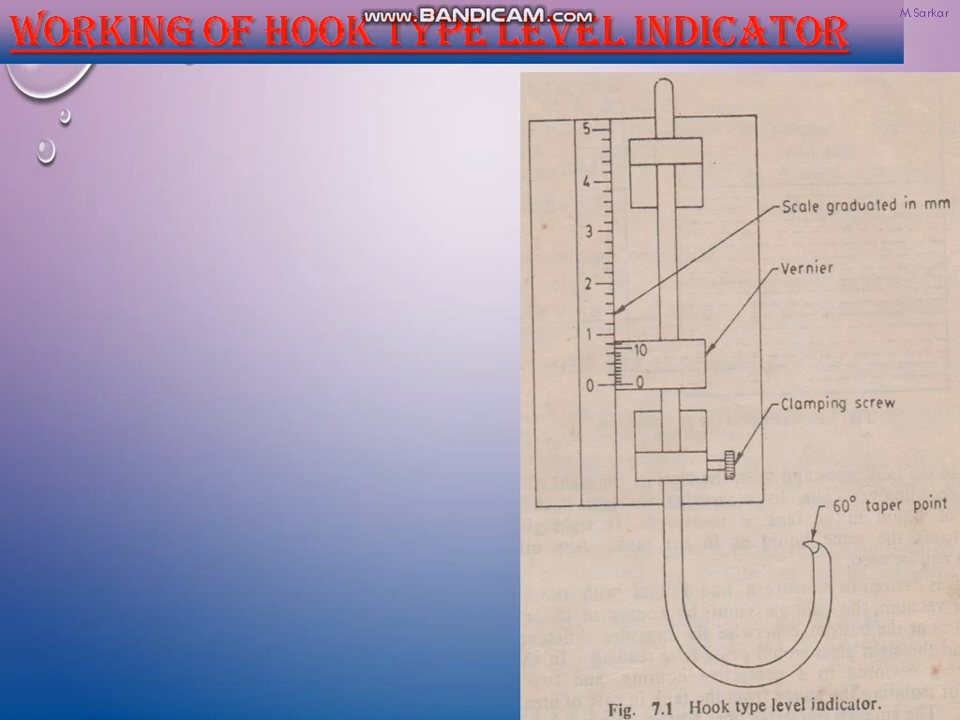 www.BANDICAM.com
M.Sarkar
WORKING OF HOOK TYPE LEVEL INDICATOR
5
4
3
2
1
0
10
0
Scale graduated in mm
Vernier
Clamping screw
60° taper point
Fig. 7.1 Hook type level indicator.